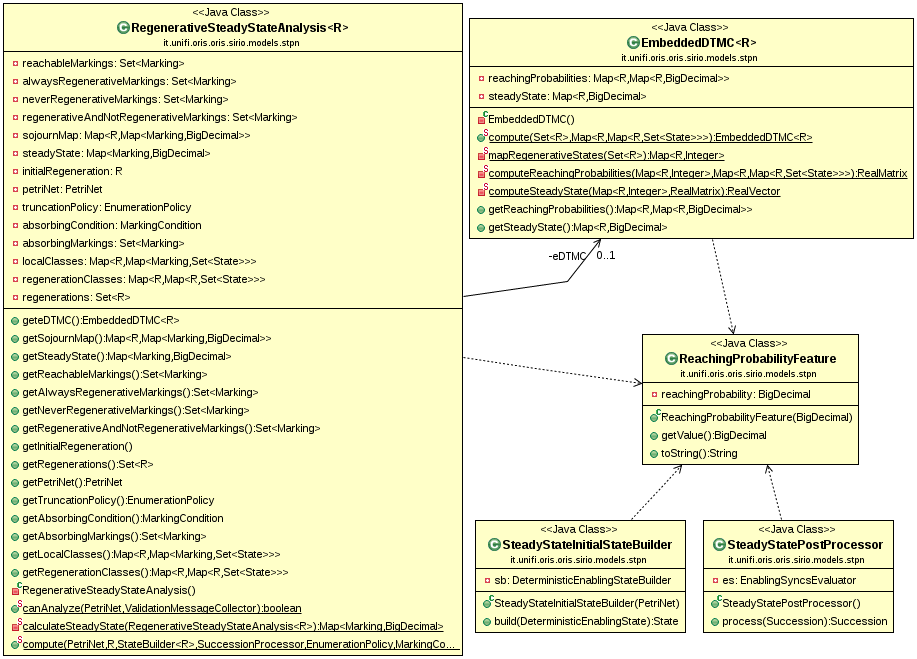 <<Java Class>>
RegenerativeSteadyStateAnalysis<R>
it.unifi.oris.oris.sirio.models.stpn
reachableMarkings: Set<Marking>
alwaysRegenerativeMarkings: Set<Marking>
neverRegenerativeMarkings: Set<Marking>
regenerativeAndNotRegenerativeMarkings: Set<Marking>
sojournMap: Map<R,Map<Marking,BigDecimal>>
steadyState: Map<Marking,BigDecimal>
initialRegeneration: R
petriNet: PetriNet
truncationPolicy: EnumerationPolicy
absorbingCondition: MarkingCondition
absorbingMarkings: Set<Marking>
localClasses: Map<R,Map<Marking,Set<State>>>
regenerationClasses: Map<R,Map<R,Set<State>>>
regenerations: Set<R>
geteDTMC():EmbeddedDTMC<R>
getSojournMap():Map<R,Map<Marking,BigDecimal>>
getSteadyState():Map<Marking,BigDecimal>
getReachableMarkings():Set<Marking>
getAlwaysRegenerativeMarkings():Set<Marking>
getNeverRegenerativeMarkings():Set<Marking>
getRegenerativeAndNotRegenerativeMarkings():Set<Marking>
getInitialRegeneration()
getRegenerations():Set<R>
getPetriNet():PetriNet
getTruncationPolicy():EnumerationPolicy
getAbsorbingCondition():MarkingCondition
getAbsorbingMarkings():Set<Marking>
getLocalClasses():Map<R,Map<Marking,Set<State>>>
getRegenerationClasses():Map<R,Map<R,Set<State>>>
RegenerativeSteadyStateAnalysis()
canAnalyze(PetriNet,ValidationMessageCollector):boolean
calculateSteadyState(RegenerativeSteadyStateAnalysis<R>):Map<Marking,BigDecimal>
compute(PetriNet,R,StateBuilder<R>,SuccessionProcessor,EnumerationPolicy,MarkingCo...
<<Java Class>>
EmbeddedDTMC<R>
it.unifi.oris.oris.sirio.models.stpn
reachingProbabilities: Map<R,Map<R,BigDecimal>>
steadyState: Map<R,BigDecimal>
EmbeddedDTMC()
compute(Set<R>,Map<R,Map<R,Set<State>>>):EmbeddedDTMC<R>
mapRegenerativeStates(Set<R>):Map<R,Integer>
computeReachingProbabilities(Map<R,Integer>,Map<R,Map<R,Set<State>>>):RealMatrix
computeSteadyState(Map<R,Integer>,RealMatrix):RealVector
getReachingProbabilities():Map<R,Map<R,BigDecimal>>
getSteadyState():Map<R,BigDecimal>
-eDTMC 0..1
<<Java Class>>
ReachingProbabilityFeature
it.unifi.oris.oris.sirio.models.stpn
reachingProbability: BigDecimal
ReachingProbabilityFeature(BigDecimal)
getValue():BigDecimal
toString():String
<<Java Class>>
SteadyStateInitialStateBuilder
it.unifi.oris.oris.sirio.models.stpn
sb: DeterministicEnablingStateBuilder
SteadyStateInitialStateBuilder(PetriNet)
build(DeterministicEnablingState):State
<<Java Class>>
SteadyStatePostProcessor
it.unifi.oris.oris.sirio.models.stpn
es: EnablingSyncsEvaluator
SteadyStatePostProcessor()
process(Succession):Succession